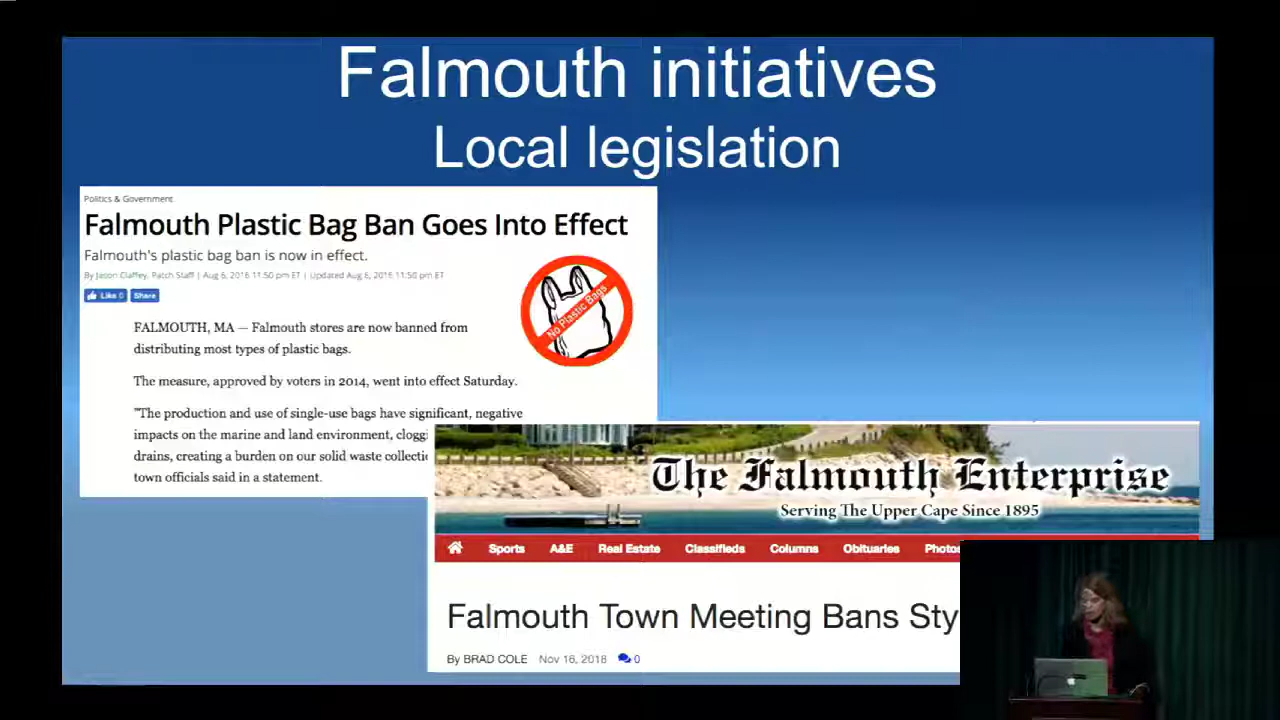 Falmouth initiatives
Local legislation
Politics & Government
Falmouth Plastic Bag Ban Goes Into Effect
Falmouth's plastic bag ban is now in effect.
By Jason Claffey, Patch Staff | Aug 6, 2016 11:50 pm ET | Updated Aug 6, 2016 11:50 pm ET
Like 0 Share
No Plastic Bags
FALMOUTH, MA — Falmouth stores are now banned from
distributing most types of plastic bags.
The measure, approved by voters in 2014, went into effect Saturday.
"The production and use of single-use bags have significant, negative
impacts on the marine and land environment, cloggi
drains, creating a burden on our solid waste collectio
town officials said in a statement.
The Falmouth Enterprise
Serving The Upper Cape Since 1895
Sports A&E Real Estate Classifieds Columns Obituaries Photos
Falmouth Town Meeting Bans Sty
By BRAD COLE Nov 16, 2018 0